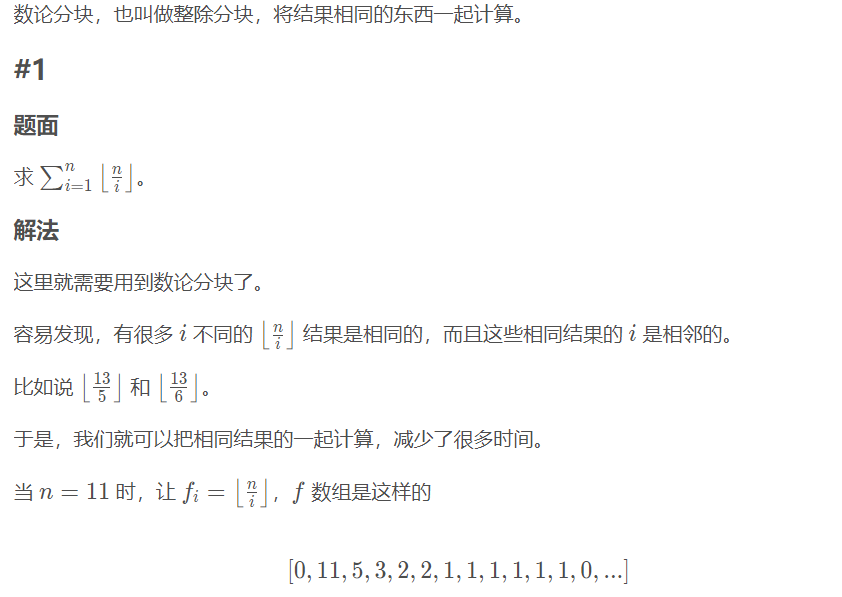 数论分块，也叫做整除分块，将结果相同的东西一起计算。
#1
题面
求 $\sum_{i=1}^{n} \left\lfloor \frac{n}{i} \right\rfloor$。
解法
这里就需要用到数论分块了。
容易发现，有很多 $i$ 不同的 $\left\lfloor \frac{n}{i} \right\rfloor$ 结果是相同的，而且这些相同结果的 $i$ 是相邻的。
比如说 $\left\lfloor \frac{13}{5} \right\rfloor$ 和 $\left\lfloor \frac{13}{6} \right\rfloor$。
于是，我们就可以把相同结果的一起计算，减少了很多时间。
当 $n = 11$ 时，让 $f_i = \left\lfloor \frac{n}{i} \right\rfloor$，$f$ 数组是这样的
$[0, 11, 5, 3, 2, 2, 1, 1, 1, 1, 1, 1, 0, ...]$